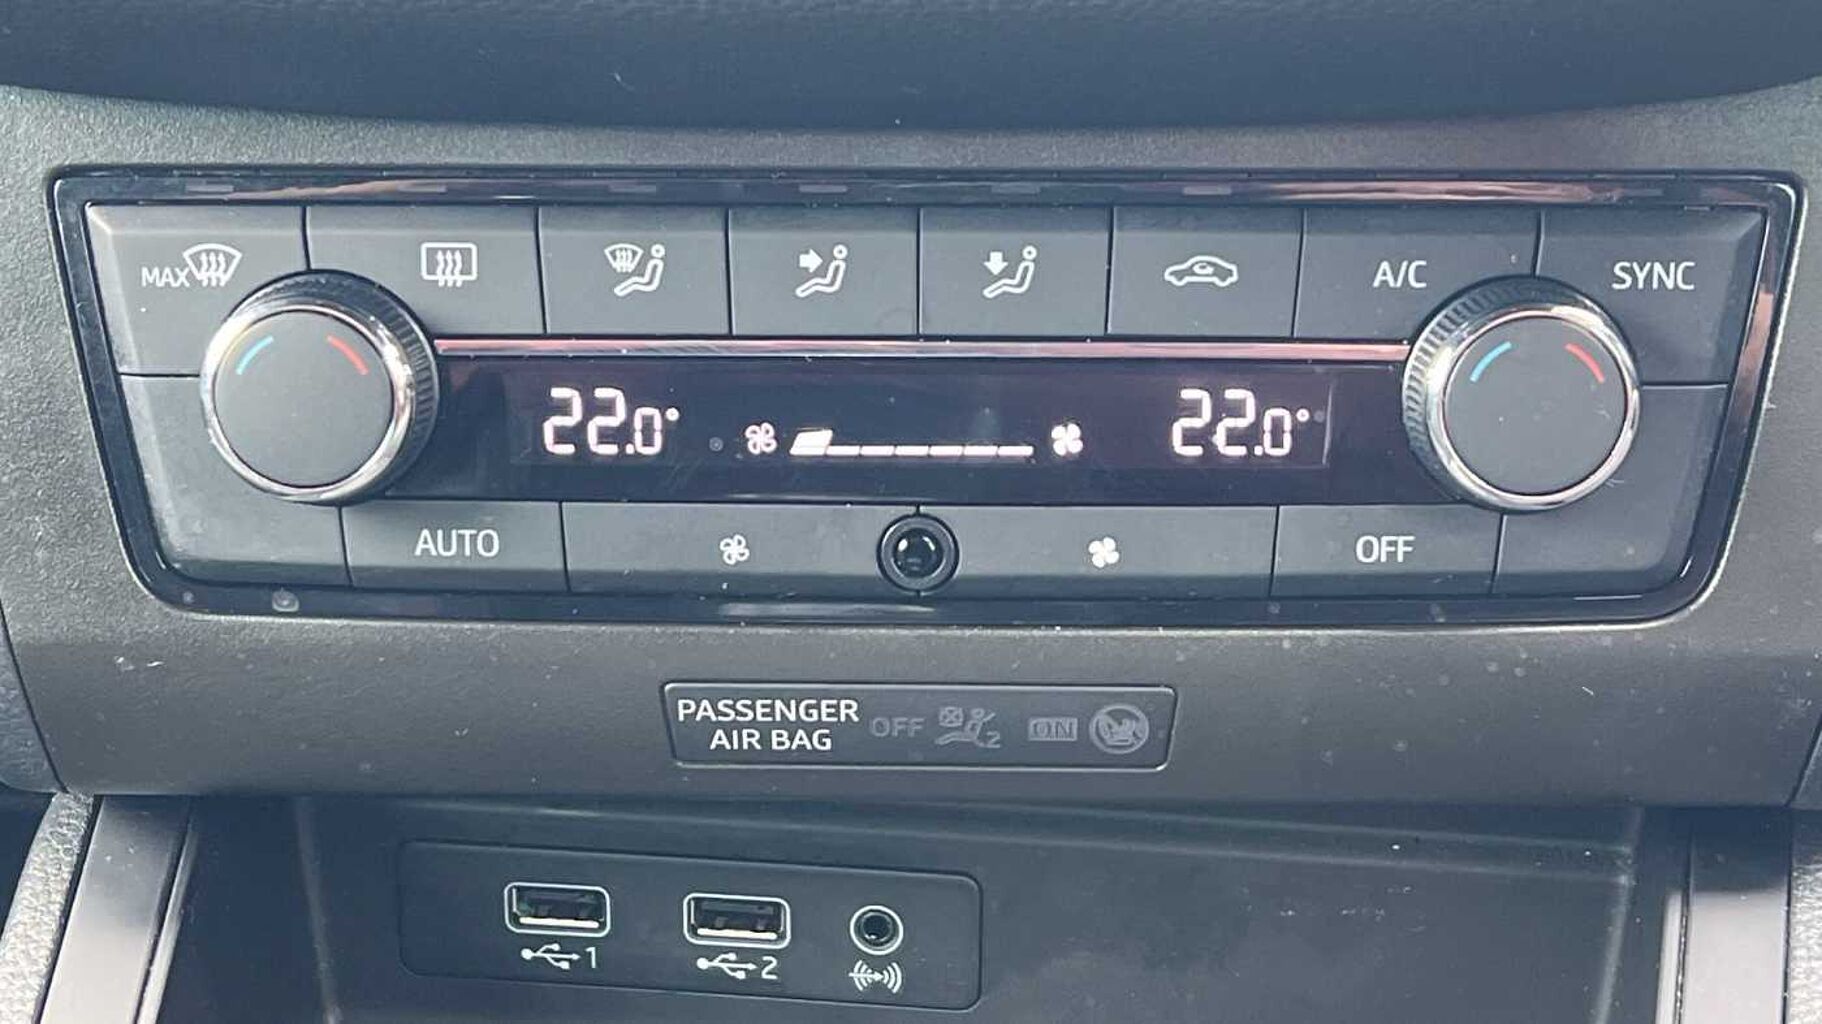 MAX
A/C
SYNC
22.0°
22.0°
AUTO
OFF
PASSENGER
AIR BAG
OFF
2
ON
1
2